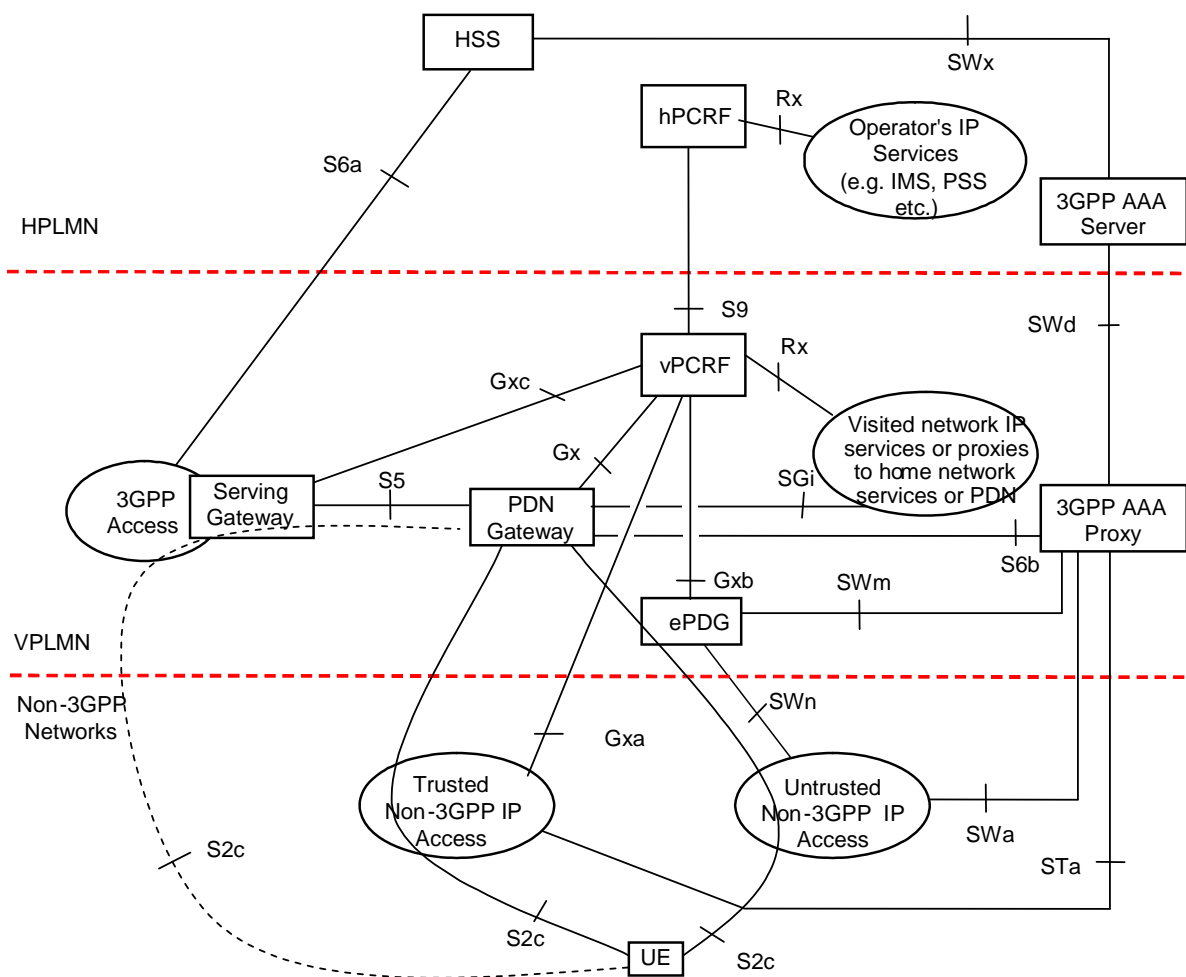 HSS
SWx
Rx
hPCRF
Operator's IP
Services
(e.g. IMS, PSS
etc.)
S6a
3GPP AAA
Server
HPLMN
S9
SWd
Rx
vPCRF
Gxc
Visited network IP
services or proxies
to home network
services or PDN
Gx
SGi
S5
3GPP
Access
Serving
Gateway
PDN
Gateway
3GPP AAA
Proxy
S6b
Gxb
SWm
ePDG
VPLMN
Non-3GPP
Networks
SWn
Gxa
Trusted
Non-3GPP IP
Access
Untrusted
Non-3GPP IP
Access
SWa
S2c
STa
S2c
UE
S2c